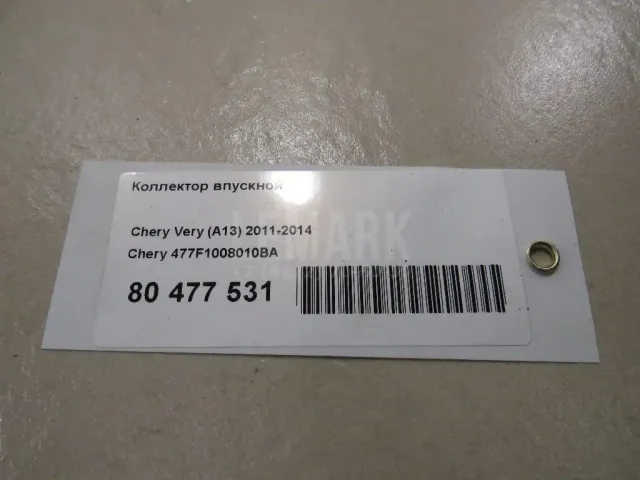 Коллектор впускной
Chery Very (A13) 2011-2014
Chery 477F1008010BA
80 477 531